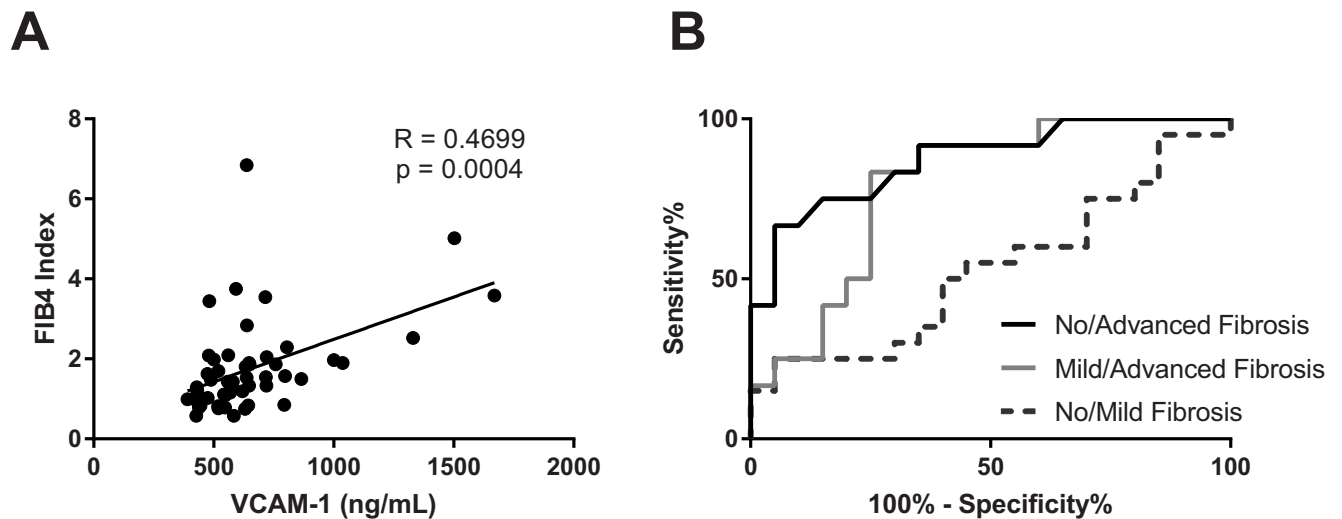 A
B
R = 0.4699
p = 0.0004
8
6
4
2
0
FIB4 Index
0
500
1000
1500
2000
VCAM-1 (ng/mL)
100
50
0
Sensitivity%
No/Advanced Fibrosis
Mild/Advanced Fibrosis
No/Mild Fibrosis
0
50
100
100% - Specificity%